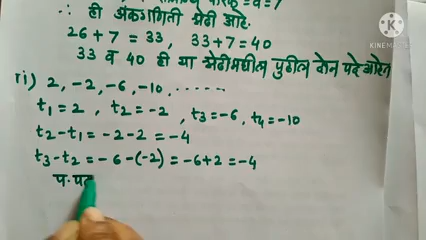 ∴ ही अंकगणिती श्रेढी आहे.
26+7 = 33, 33+7 = 40
33 व 40 ही या श्रेढीमधील पुढील दोन पदे आहेत
ri) 2, -2, -6, -10, .....
t₁ = 2, t₂ = -2, t₃ = -6, t₄ = -10
t₂-t₁ = -2-2 = -4
t₃-t₂ = -6-(-2) = -6+2 = -4
प. पद
KINEMASTER